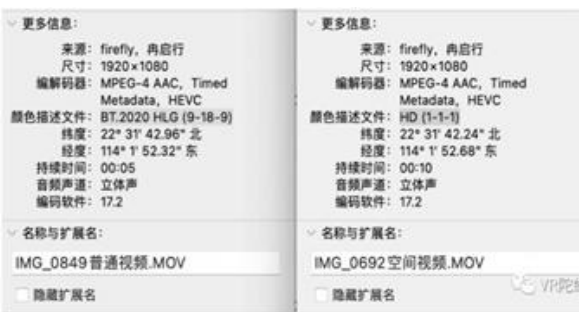 更多信息：
来源： firefly，冉启行
尺寸： 1920×1080
编解码器： MPEG-4 AAC，Timed
Metadata，HEVC
颜色描述文件： BT.2020 HLG (9-18-9)
纬度： 22° 31' 42.96" 北
经度： 114° 1' 52.32" 东
持续时间： 00:05
音频声道： 立体声
编码软件： 17.2
名称与扩展名：
IMG_0849普通视频.MOV
隐藏扩展名
更多信息：
来源： firefly，冉启行
尺寸： 1920×1080
编解码器： MPEG-4 AAC，Timed
Metadata，HEVC
颜色描述文件： HD (1-1-1)
纬度： 22° 31' 42.24" 北
经度： 114° 1' 52.68" 东
持续时间： 00:10
音频声道： 立体声
编码软件： 17.2
名称与扩展名：
IMG_0692空间视频.MOV
隐藏扩展名
VR陀